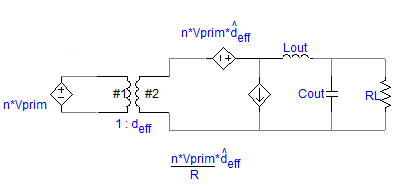 n*Vprim*d̂eff
Lout
#1
#2
Cout
RL
n*Vprim
1 : deff
n*Vprim*d̂eff
R